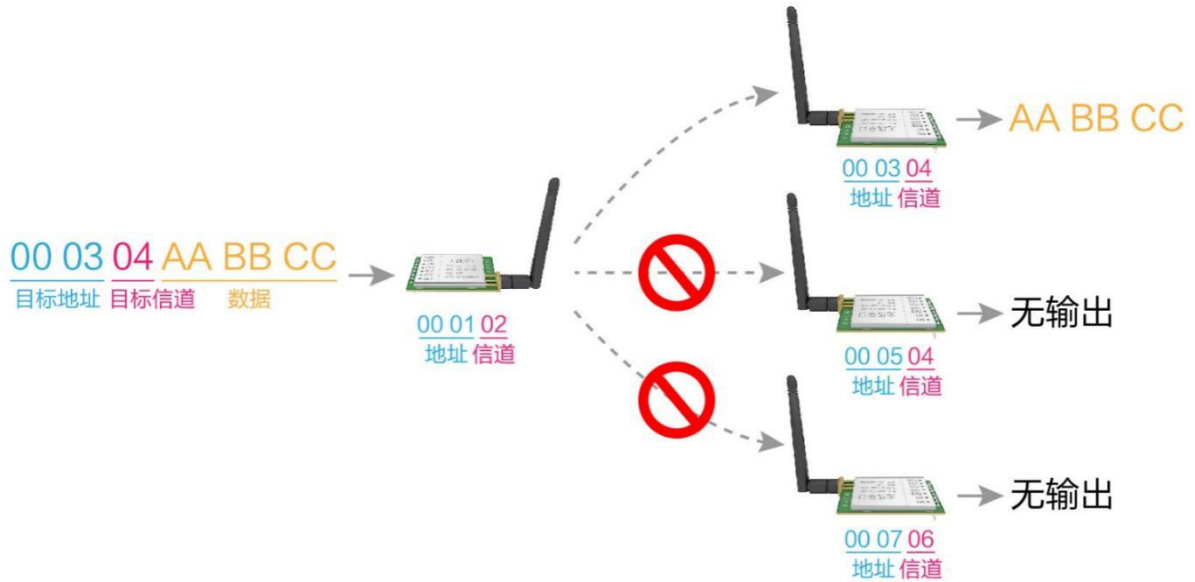 00 03 04 AA BB CC
目标地址 目标信道 数据
00 01 02
地址 信道
AA BB CC
00 03 04
地址 信道
无输出
00 05 04
地址 信道
无输出
00 07 06
地址 信道